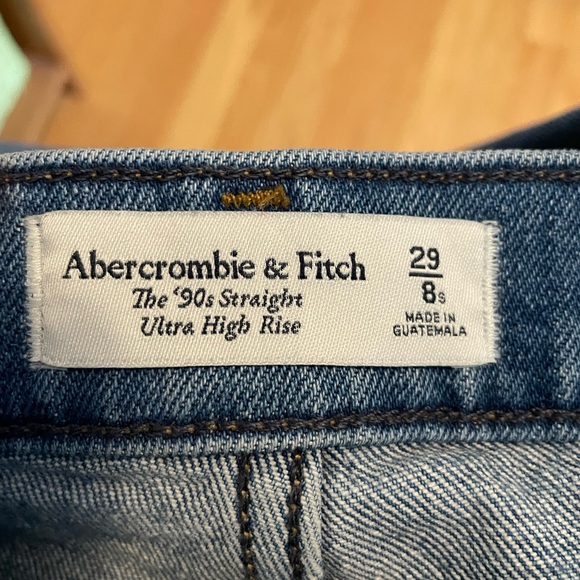 Abercrombie & Fitch
The ‘90s Straight
Ultra High Rise
29
8s
MADE IN
GUATEMALA